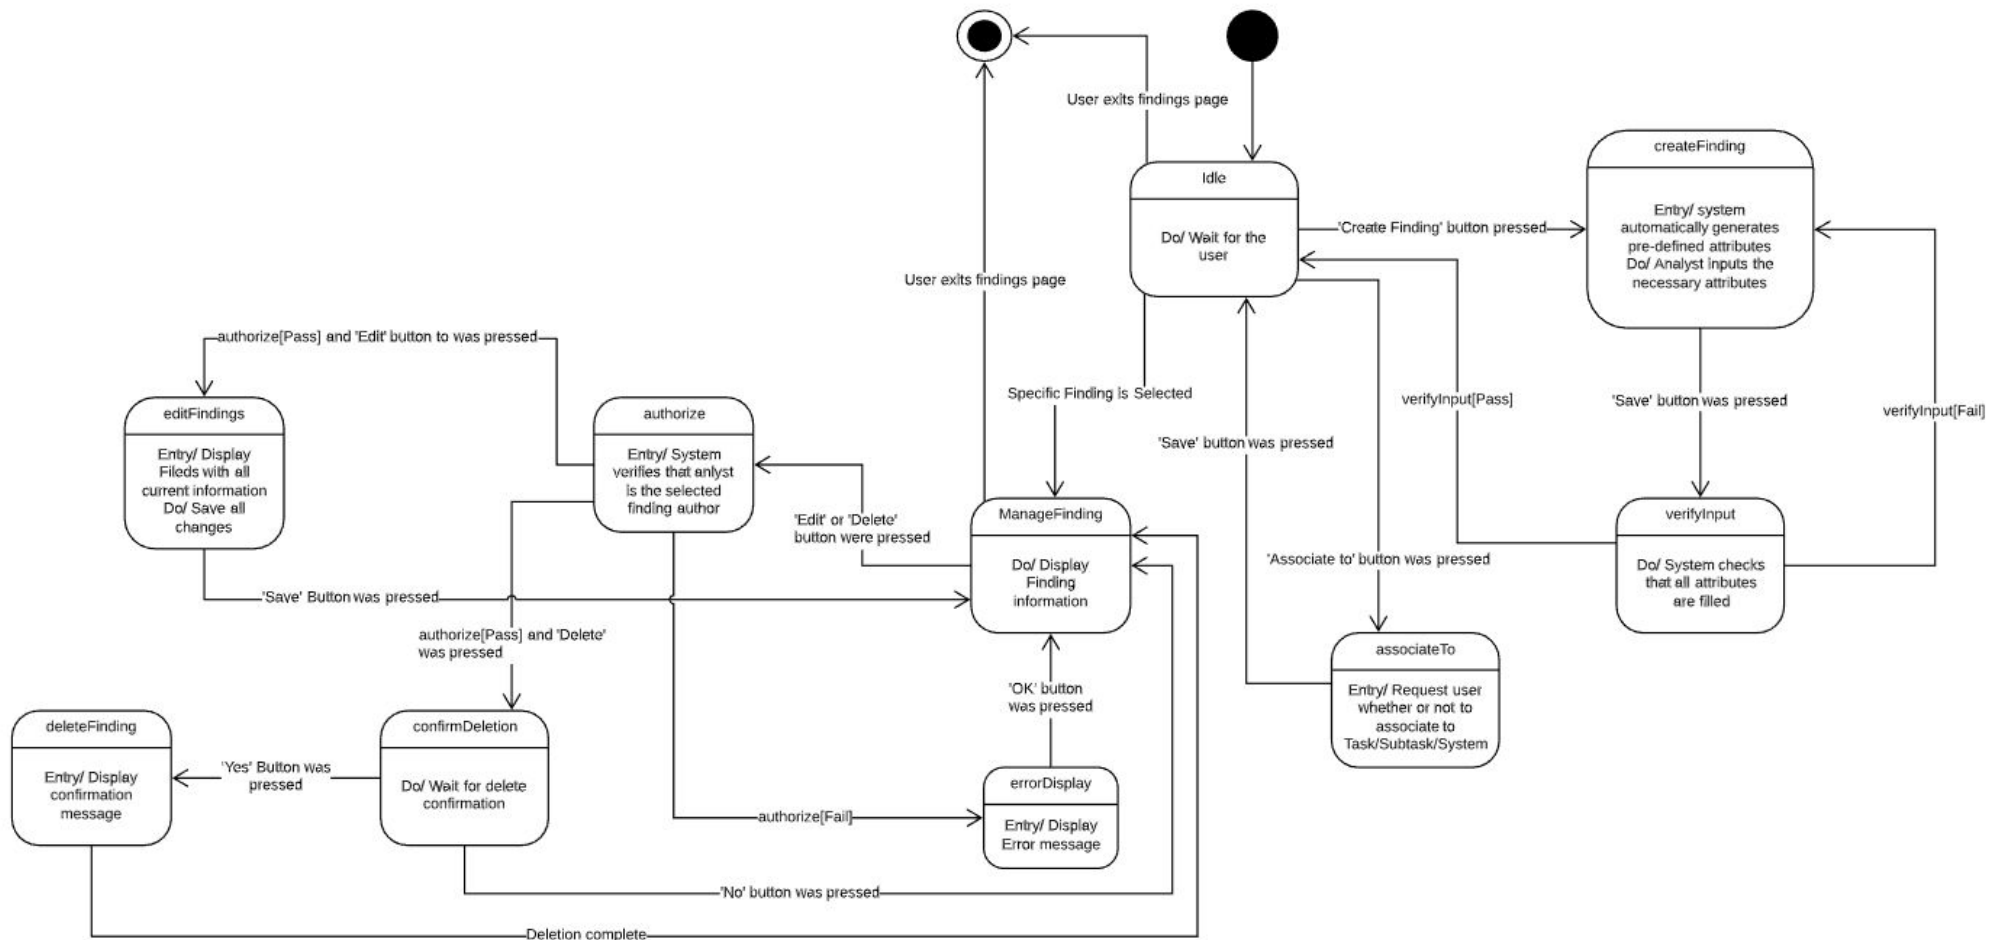 User exits findings page
createFinding
Entry/ system
automatically generates
pre-defined attributes
Do/ Analyst inputs the
necessary attributes
Idle
Do/ Wait for the
user
'Create Finding' button pressed
User exits findings page
authorize[Pass] and 'Edit' button to was pressed
Specific Finding is Selected
verifyInput[Pass]
'Save' button was pressed
verifyInput[Fail]
editFindings
Entry/ Display
Fileds with all
current information
Do/ Save all
changes
authorize
Entry/ System
verifies that anlyst
is the selected
finding author
'Save' button was pressed
'Edit' or 'Delete'
button were pressed
ManageFinding
Do/ Display
Finding
information
verifyInput
Do/ System checks
that all attributes
are filled
'Associate to' button was pressed
'Save' Button was pressed
authorize[Pass] and 'Delete'
was pressed
associateTo
Entry/ Request user
whether or not to
associate to
Task/Subtask/System
'OK' button
was pressed
deleteFinding
Entry/ Display
confirmation
message
'Yes' Button was
pressed
confirmDeletion
Do/ Wait for delete
confirmation
authorize[Fail]
errorDisplay
Entry/ Display
Error message
'No' button was pressed
Deletion complete